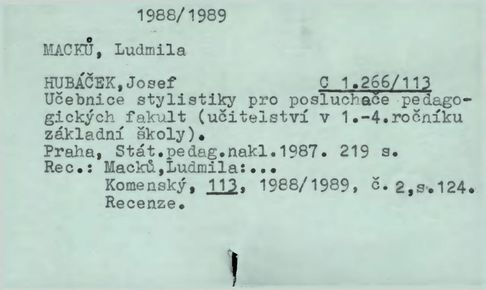 1988/1989
MACKŮ, Ludmila
HUBÁČEK,Josef C 1.266/113
Učebnice stylistiky pro posluchače pedago-
gických fakult (učitelství v 1.-4.ročníku
základní školy).
Praha, Stát.pedag.nakl.1987. 219 s.
Rec.: Macků,Ludmila:...
Komenský, 113, 1988/1989, č. 2,s.124.
Recenze.